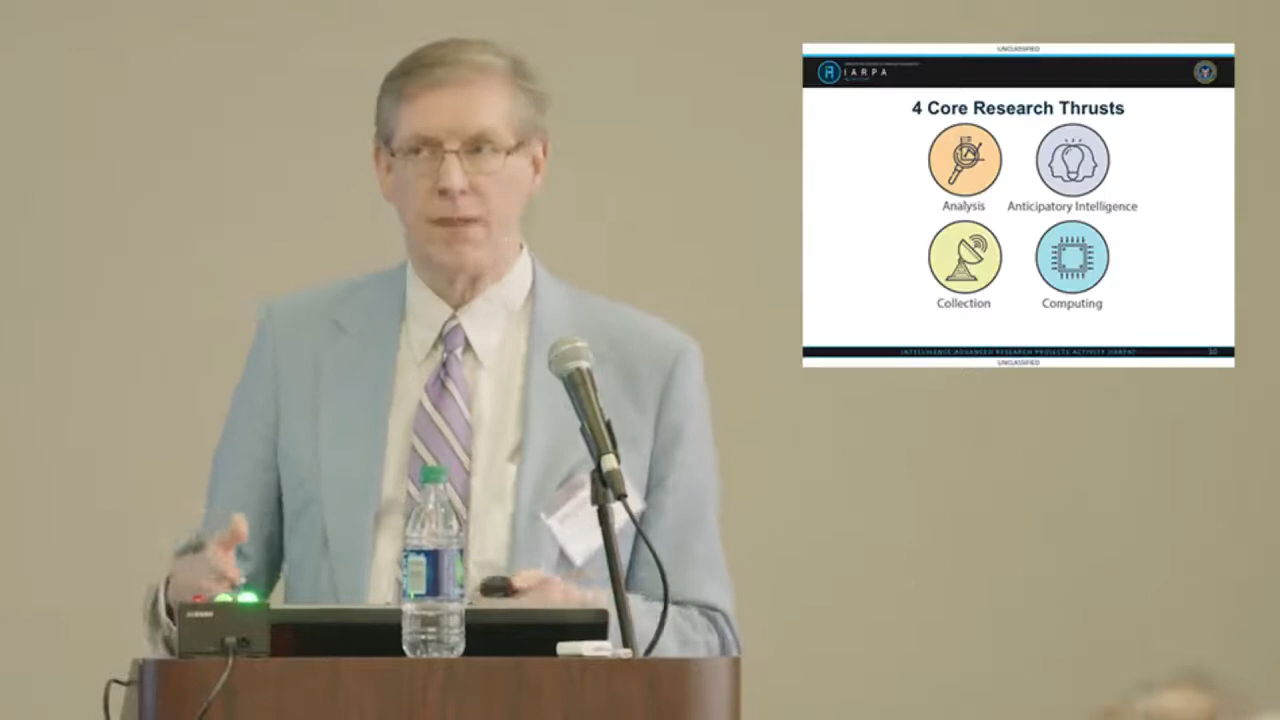 UNCLASSIFIED
IARPA
4 Core Research Thrusts
Analysis
Anticipatory Intelligence
Collection
Computing
INTELLIGENCE ADVANCED RESEARCH PROJECTS ACTIVITY (IARPA)
10
UNCLASSIFIED